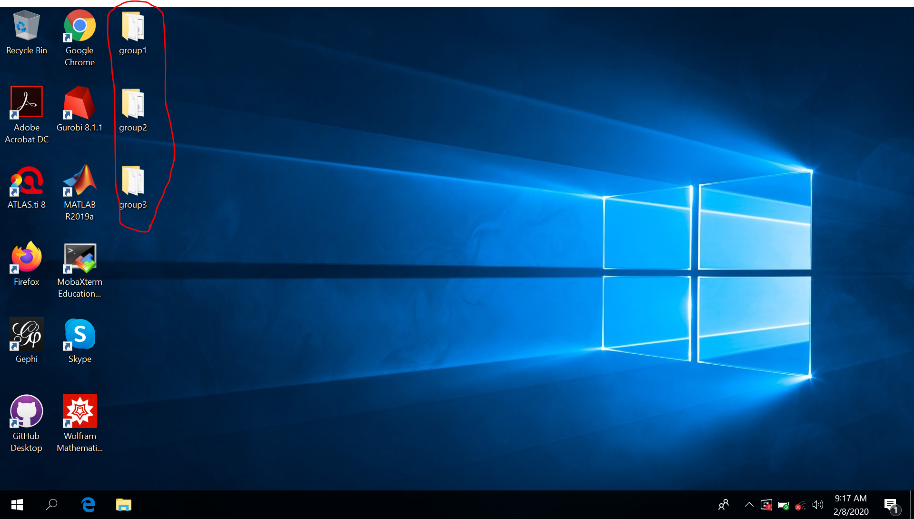 Recycle Bin
Google
Chrome
group1
Adobe
Acrobat DC
Gurobi 8.1.1
group2
ATLAS.ti 8
MATLAB
R2019a
group3
Firefox
MobaXterm
Education...
Gephi
Skype
GitHub
Desktop
Wolfram
Mathemati...
9:17 AM
2/8/2020
1